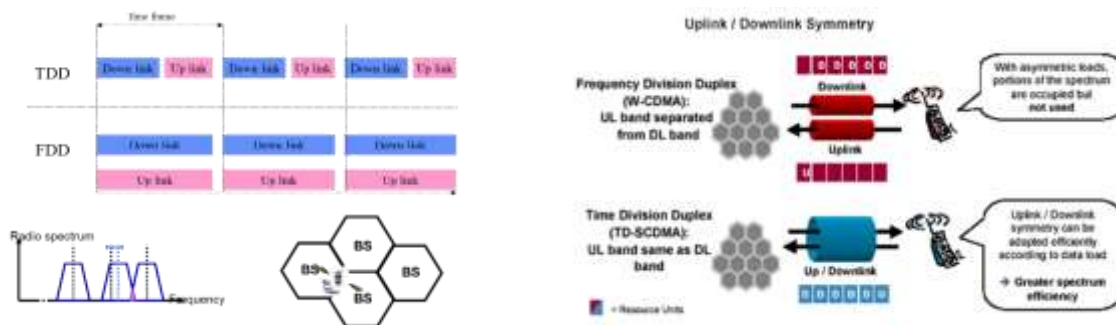 Time frame
TDD
Down link Up link Down link Up link Down link Up link
FDD
Down link Down link Down link
Up link Up link Up link
Radio spectrum
Frequency
BS
BS
BS
BS
Uplink / Downlink Symmetry
D D D D D
Downlink
Frequency Division Duplex
(W-CDMA):
UL band separated
from DL band
Uplink
U
With asymmetric loads,
portions of the spectrum
are occupied but
not used
Time Division Duplex
(TD-SCDMA):
UL band same as DL
band
Up / Downlink
D D D D D U
Uplink / Downlink
symmetry can be
adapted efficiently
according to data load
→ Greater spectrum
efficiency
= Resource Units